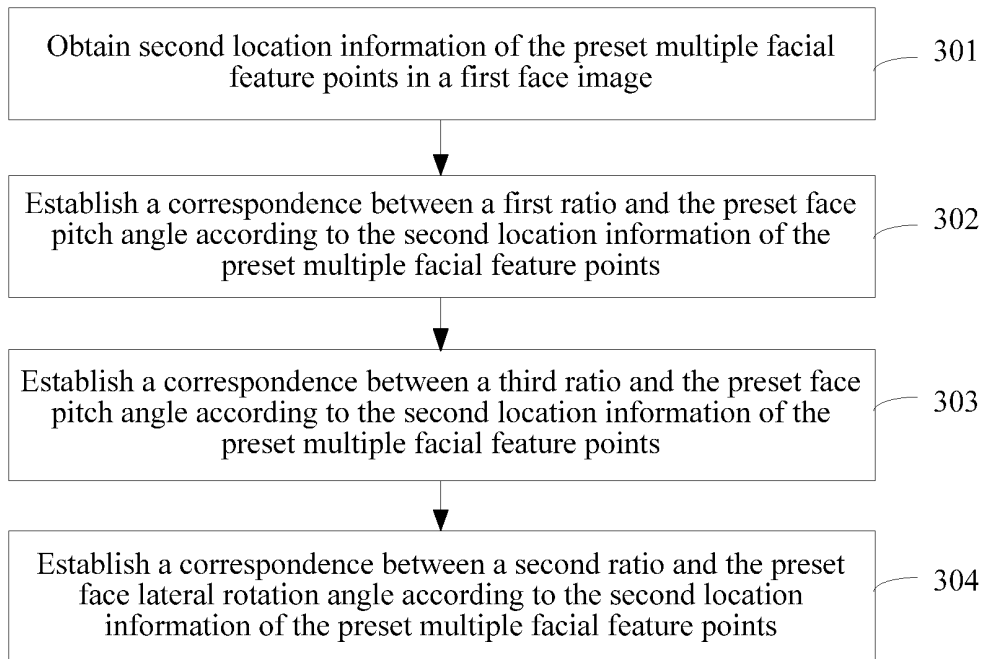 Obtain second location information of the preset multiple facial
feature points in a first face image
301
Establish a correspondence between a first ratio and the preset face
pitch angle according to the second location information of the
preset multiple facial feature points
302
Establish a correspondence between a third ratio and the preset face
pitch angle according to the second location information of the
preset multiple facial feature points
303
Establish a correspondence between a second ratio and the preset
face lateral rotation angle according to the second location
information of the preset multiple facial feature points
304